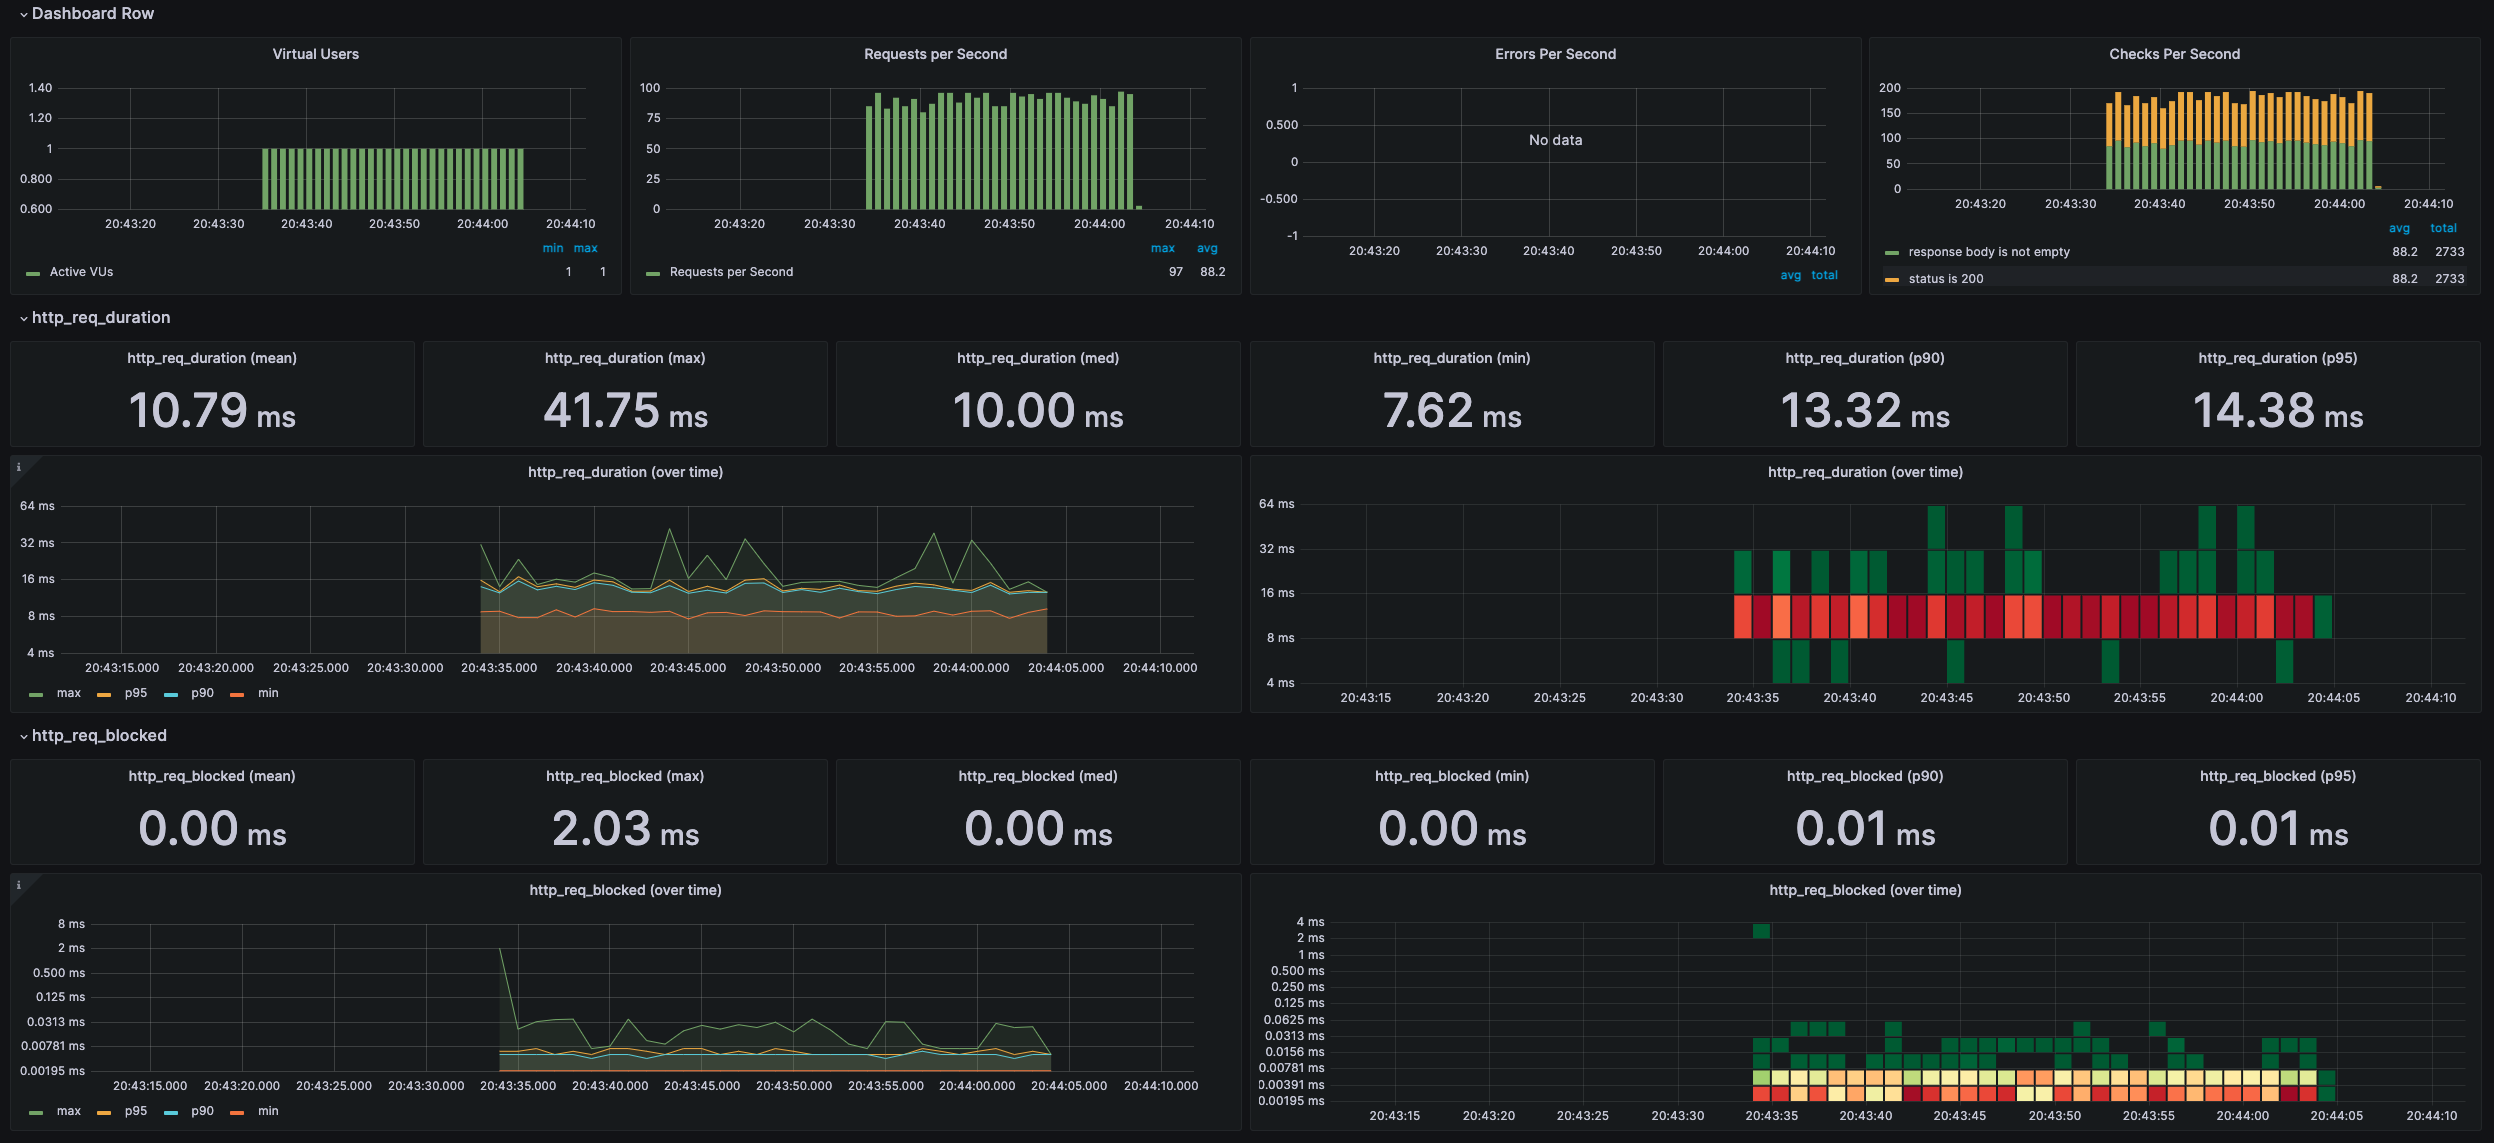 Dashboard Row
Virtual Users
1.40
1.20
1
0.800
0.600
20:43:20 20:43:30 20:43:40 20:43:50 20:44:00 20:44:10
min max
Active VUs 1 1
Requests per Second
100
75
50
25
0
20:43:20 20:43:30 20:43:40 20:43:50 20:44:00 20:44:10
max avg
Requests per Second 97 88.2
Errors Per Second
1
0.500
0
-0.500
-1
No data
20:43:20 20:43:30 20:43:40 20:43:50 20:44:00 20:44:10
avg total
Checks Per Second
200
150
100
50
0
20:43:20 20:43:30 20:43:40 20:43:50 20:44:00 20:44:10
avg total
response body is not empty 88.2 2733
status is 200 88.2 2733
http_req_duration
http_req_duration (mean)
10.79 ms
http_req_duration (max)
41.75 ms
http_req_duration (med)
10.00 ms
http_req_duration (min)
7.62 ms
http_req_duration (p90)
13.32 ms
http_req_duration (p95)
14.38 ms
i
http_req_duration (over time)
64 ms
32 ms
16 ms
8 ms
4 ms
20:43:15.000 20:43:20.000 20:43:25.000 20:43:30.000 20:43:35.000 20:43:40.000 20:43:45.000 20:43:50.000 20:43:55.000 20:44:00.000 20:44:05.000 20:44:10.000
max p95 p90 min
http_req_duration (over time)
64 ms
32 ms
16 ms
8 ms
4 ms
20:43:15 20:43:20 20:43:25 20:43:30 20:43:35 20:43:40 20:43:45 20:43:50 20:43:55 20:44:00 20:44:05 20:44:10
http_req_blocked
http_req_blocked (mean)
0.00 ms
http_req_blocked (max)
2.03 ms
http_req_blocked (med)
0.00 ms
http_req_blocked (min)
0.00 ms
http_req_blocked (p90)
0.01 ms
http_req_blocked (p95)
0.01 ms
i
http_req_blocked (over time)
8 ms
2 ms
0.500 ms
0.125 ms
0.0313 ms
0.00781 ms
0.00195 ms
20:43:15.000 20:43:20.000 20:43:25.000 20:43:30.000 20:43:35.000 20:43:40.000 20:43:45.000 20:43:50.000 20:43:55.000 20:44:00.000 20:44:05.000 20:44:10.000
max p95 p90 min
http_req_blocked (over time)
4 ms
2 ms
1 ms
0.500 ms
0.250 ms
0.125 ms
0.0625 ms
0.0313 ms
0.0156 ms
0.00781 ms
0.00391 ms
0.00195 ms
20:43:15 20:43:20 20:43:25 20:43:30 20:43:35 20:43:40 20:43:45 20:43:50 20:43:55 20:44:00 20:44:05 20:44:10